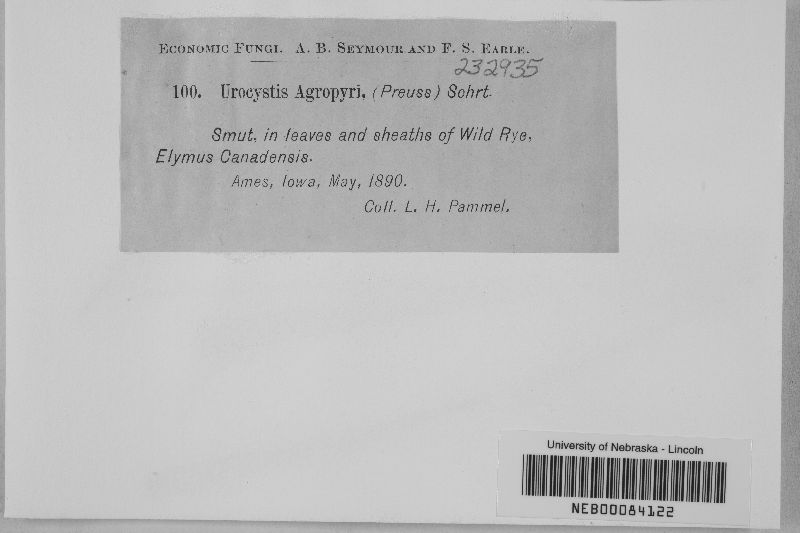 Economic Fungi. A. B. Seymour and F. S. Earle.
232935
100. Urocystis Agropyri, (Preuss) Schrt.
Smut, in leaves and sheaths of Wild Rye,
Elymus Canadensis.
Ames, Iowa, May, 1890.
Coll. L. H. Pammel.
University of Nebraska - Lincoln
NEB00084122